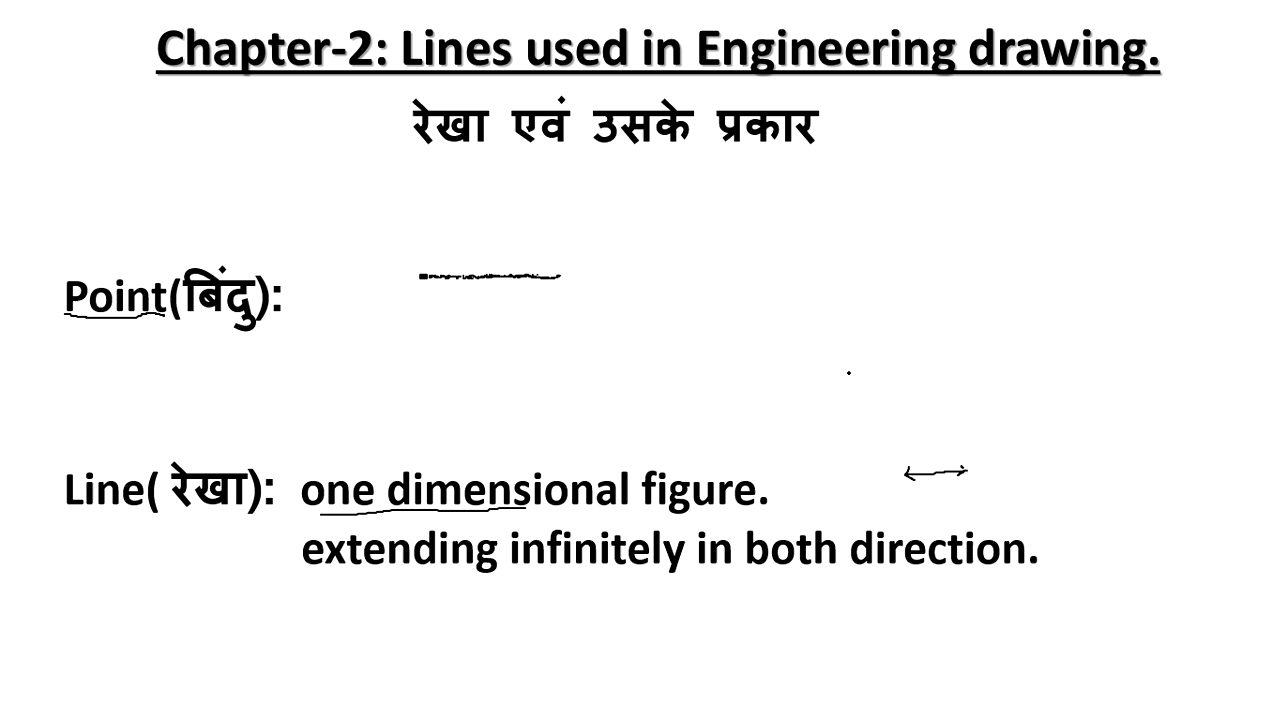 Chapter-2: Lines used in Engineering drawing.
रेखा एवं उसके प्रकार
Point(बिंदु):
Line( रेखा): one dimensional figure.
extending infinitely in both direction.